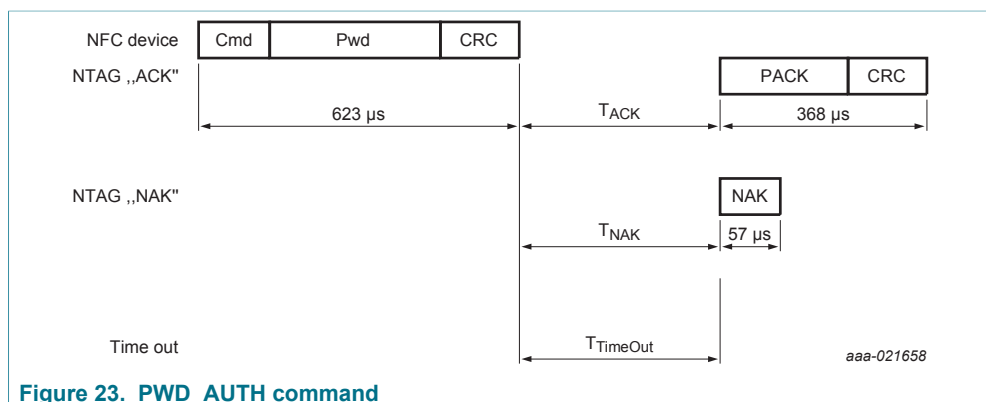 NFC device Cmd Pwd CRC
NTAG ,,ACK" PACK CRC
623 µs TACK 368 µs
NTAG ,,NAK" NAK
TNAK 57 µs
Time out TTimeOut aaa-021658
Figure 23. PWD_AUTH command